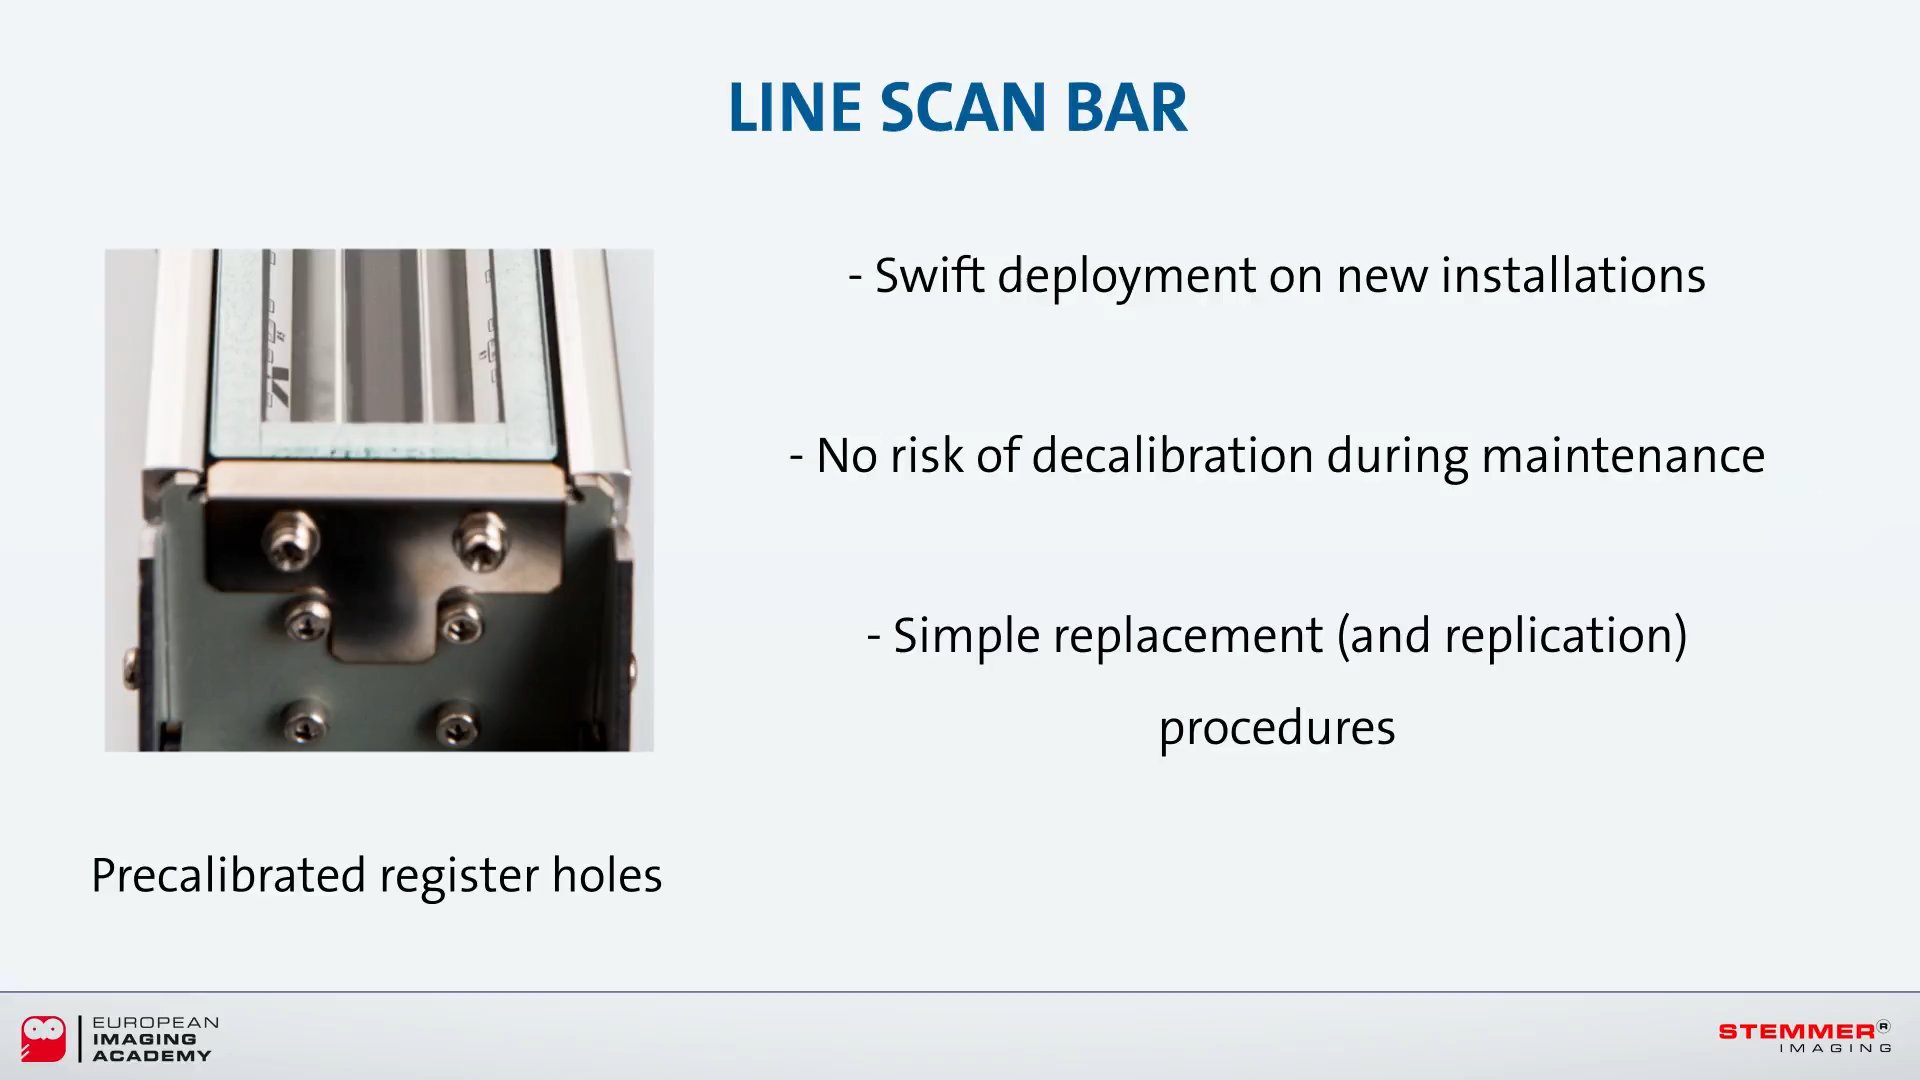 LINE SCAN BAR
- Swift deployment on new installations
- No risk of decalibration during maintenance
- Simple replacement (and replication)
procedures
Precalibrated register holes
EUROPEAN
IMAGING
ACADEMY
STEMMER®
IMAGING